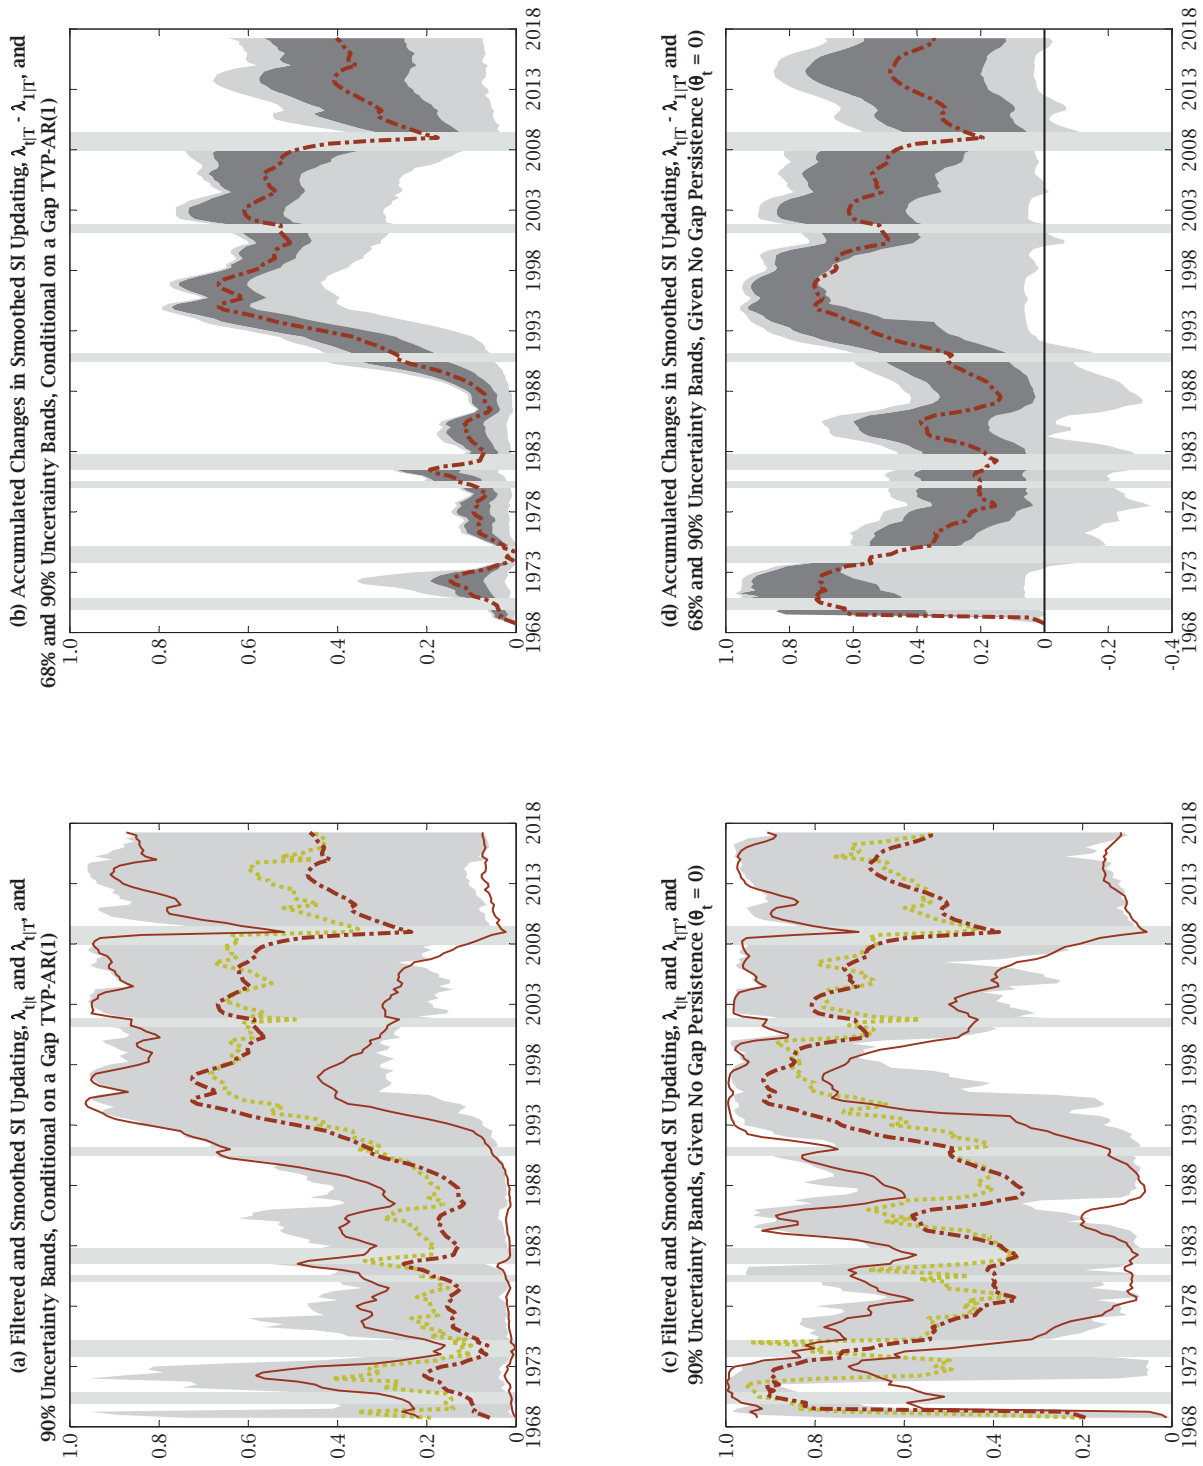 (a) Filtered and Smoothed SI Updating, λt|t and λt|T, and
90% Uncertainty Bands, Conditional on a Gap TVP-AR(1)
1.0
0.8
0.6
0.4
0.2
0
1968 1973 1978 1983 1988 1993 1998 2003 2008 2013 2018
(b) Accumulated Changes in Smoothed SI Updating, λt|T - λ1|T, and
68% and 90% Uncertainty Bands, Conditional on a Gap TVP-AR(1)
1.0
0.8
0.6
0.4
0.2
0
1968 1973 1978 1983 1988 1993 1998 2003 2008 2013 2018
(c) Filtered and Smoothed SI Updating, λt|t and λt|T, and
90% Uncertainty Bands, Given No Gap Persistence (θt = 0)
1.0
0.8
0.6
0.4
0.2
0
1968 1973 1978 1983 1988 1993 1998 2003 2008 2013 2018
(d) Accumulated Changes in Smoothed SI Updating, λt|T - λ1|T, and
68% and 90% Uncertainty Bands, Given No Gap Persistence (θt = 0)
1.0
0.8
0.6
0.4
0.2
0
-0.2
-0.4
1968 1973 1978 1983 1988 1993 1998 2003 2008 2013 2018